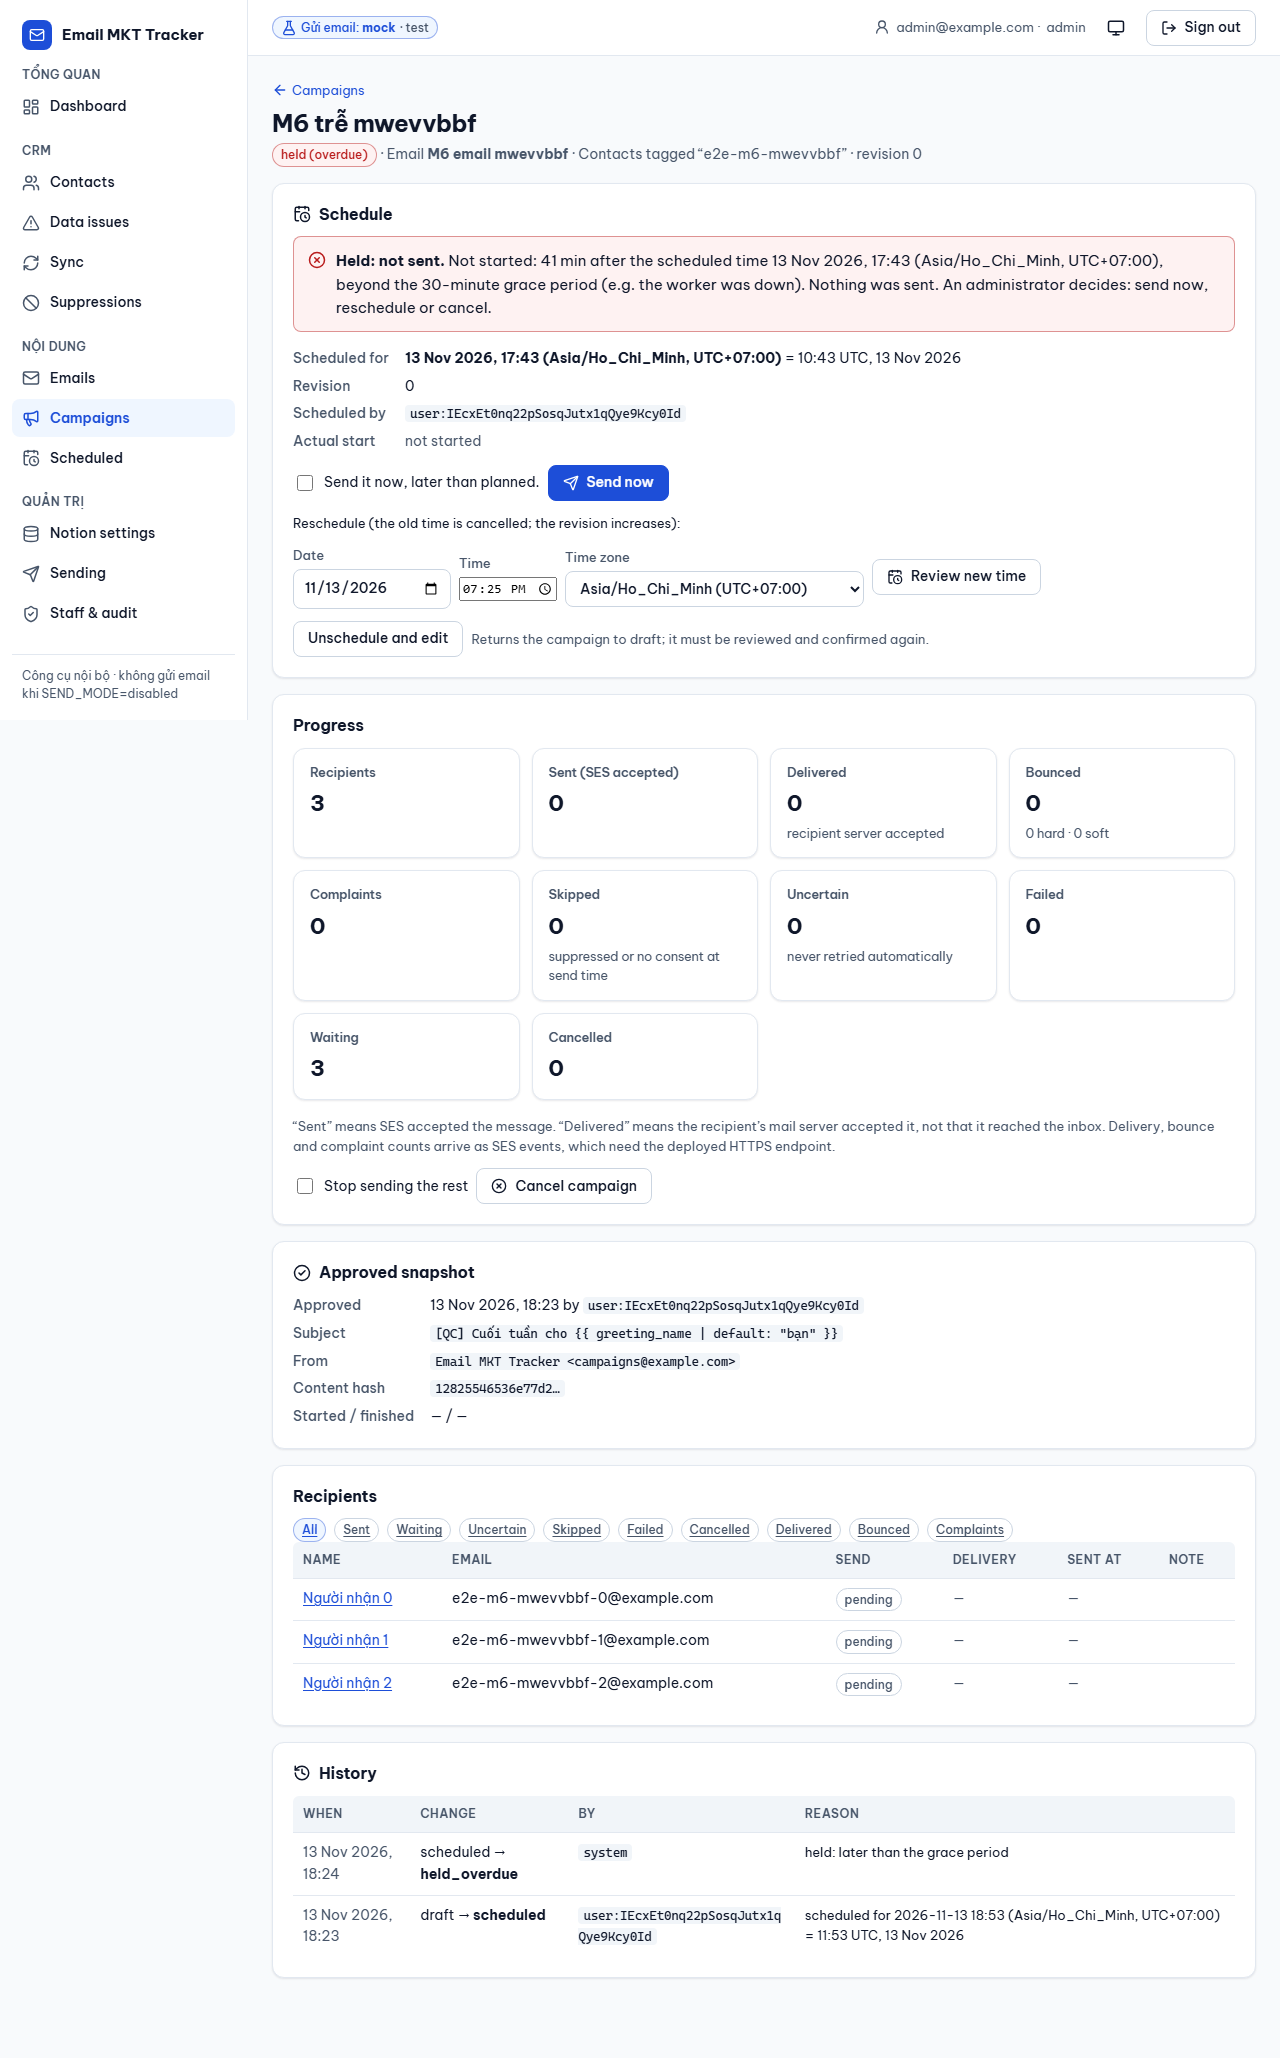 Email MKT Tracker
TỔNG QUAN
Dashboard
CRM
Contacts
Data issues
Sync
Suppressions
NỘI DUNG
Emails
Campaigns
Scheduled
QUẢN TRỊ
Notion settings
Sending
Staff & audit
Công cụ nội bộ · không gửi email
khi SEND_MODE=disabled
Gửi email: mock · test
admin@example.com · admin
Sign out
Campaigns
M6 trễ mwevvbbf
held (overdue) · Email M6 email mwevvbbf · Contacts tagged “e2e-m6-mwevvbbf” · revision 0
Schedule
Held: not sent. Not started: 41 min after the scheduled time 13 Nov 2026, 17:43 (Asia/Ho_Chi_Minh, UTC+07:00),
beyond the 30-minute grace period (e.g. the worker was down). Nothing was sent. An administrator decides: send now,
reschedule or cancel.
Scheduled for 13 Nov 2026, 17:43 (Asia/Ho_Chi_Minh, UTC+07:00) = 10:43 UTC, 13 Nov 2026
Revision 0
Scheduled by user:IEcxEt0nq22pSosqJutx1qQye9Kcy0Id
Actual start not started
Send it now, later than planned. Send now
Reschedule (the old time is cancelled; the revision increases):
Date Time Time zone
11/13/2026 07:25 PM Asia/Ho_Chi_Minh (UTC+07:00) Review new time
Unschedule and edit Returns the campaign to draft; it must be reviewed and confirmed again.
Progress
Recipients
3
Sent (SES accepted)
0
Delivered
0
recipient server accepted
Bounced
0
0 hard · 0 soft
Complaints
0
Skipped
0
suppressed or no consent at
send time
Uncertain
0
never retried automatically
Failed
0
Waiting
3
Cancelled
0
“Sent” means SES accepted the message. “Delivered” means the recipient’s mail server accepted it, not that it reached the inbox. Delivery, bounce
and complaint counts arrive as SES events, which need the deployed HTTPS endpoint.
Stop sending the rest Cancel campaign
Approved snapshot
Approved 13 Nov 2026, 18:23 by user:IEcxEt0nq22pSosqJutx1qQye9Kcy0Id
Subject [QC] Cuối tuần cho {{ greeting_name | default: "bạn" }}
From Email MKT Tracker <campaigns@example.com>
Content hash 12825546536e77d2…
Started / finished — / —
Recipients
All Sent Waiting Uncertain Skipped Failed Cancelled Delivered Bounced Complaints
NAME EMAIL SEND DELIVERY SENT AT NOTE
Người nhận 0 e2e-m6-mwevvbbf-0@example.com pending — —
Người nhận 1 e2e-m6-mwevvbbf-1@example.com pending — —
Người nhận 2 e2e-m6-mwevvbbf-2@example.com pending — —
History
WHEN CHANGE BY REASON
13 Nov 2026, 18:24 scheduled → held_overdue system held: later than the grace period
13 Nov 2026, 18:23 draft → scheduled user:IEcxEt0nq22pSosqJutx1qQye9Kcy0Id scheduled for 2026-11-13 18:53 (Asia/Ho_Chi_Minh, UTC+07:00)
= 11:53 UTC, 13 Nov 2026